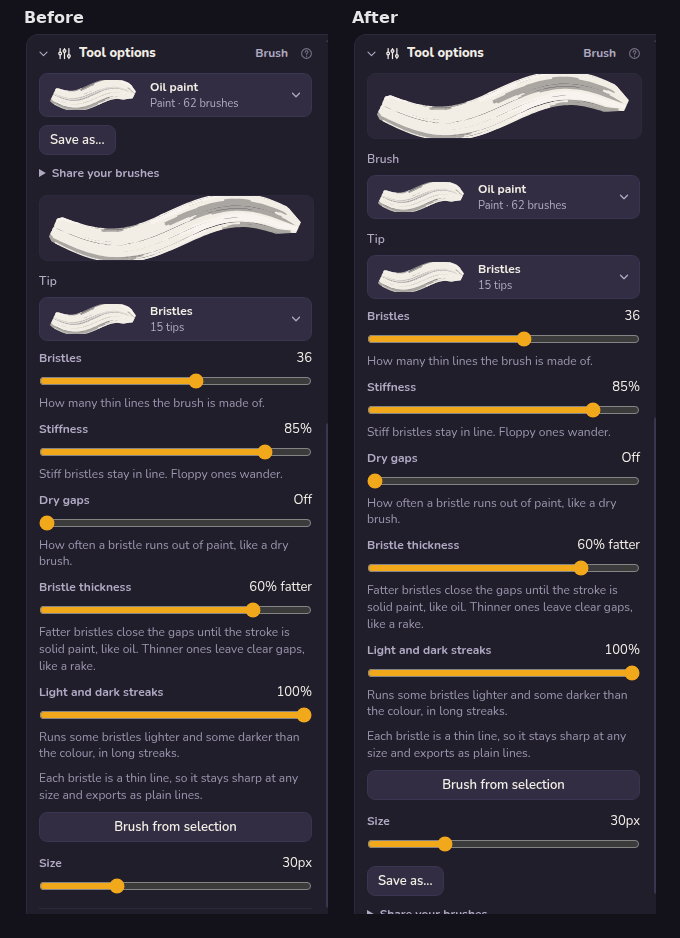 Before
Tool options
Brush
Oil paint
Paint · 62 brushes
Save as...
Share your brushes
Tip
Bristles
15 tips
Bristles 36
How many thin lines the brush is made of.
Stiffness 85%
Stiff bristles stay in line. Floppy ones wander.
Dry gaps Off
How often a bristle runs out of paint, like a dry
brush.
Bristle thickness 60% fatter
Fatter bristles close the gaps until the stroke is
solid paint, like oil. Thinner ones leave clear gaps,
like a rake.
Light and dark streaks 100%
Runs some bristles lighter and some darker than
the colour, in long streaks.
Each bristle is a thin line, so it stays sharp at any
size and exports as plain lines.
Brush from selection
Size 30px
After
Tool options
Brush
Brush
Oil paint
Paint · 62 brushes
Tip
Bristles
15 tips
Bristles 36
How many thin lines the brush is made of.
Stiffness 85%
Stiff bristles stay in line. Floppy ones wander.
Dry gaps Off
How often a bristle runs out of paint, like a dry
brush.
Bristle thickness 60% fatter
Fatter bristles close the gaps until the stroke is
solid paint, like oil. Thinner ones leave clear gaps,
like a rake.
Light and dark streaks 100%
Runs some bristles lighter and some darker than
the colour, in long streaks.
Each bristle is a thin line, so it stays sharp at any
size and exports as plain lines.
Brush from selection
Size 30px
Save as...
Share your brushes